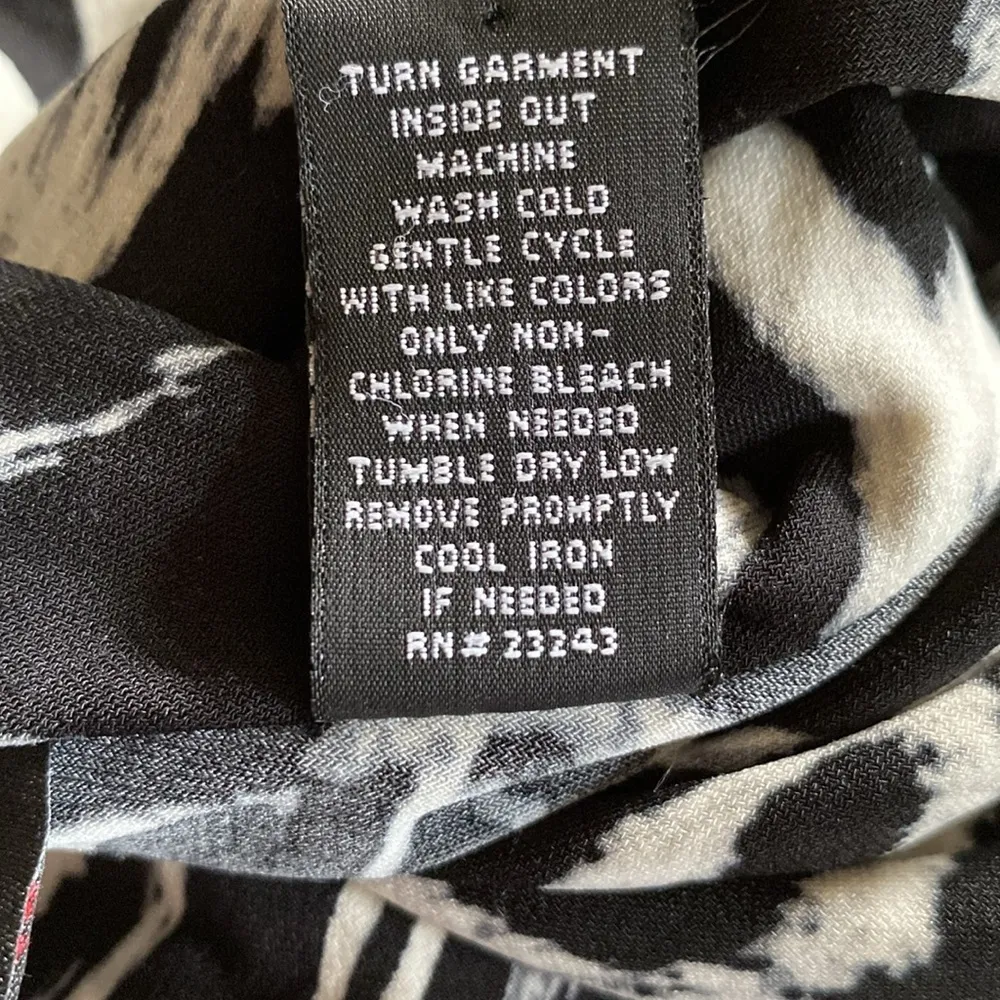 TURN GARMENT
INSIDE OUT
MACHINE
WASH COLD
GENTLE CYCLE
WITH LIKE COLORS
ONLY NON-
CHLORINE BLEACH
WHEN NEEDED
TUMBLE DRY LOW
REMOVE PROMPTLY
COOL IRON
IF NEEDED
RN# 23243